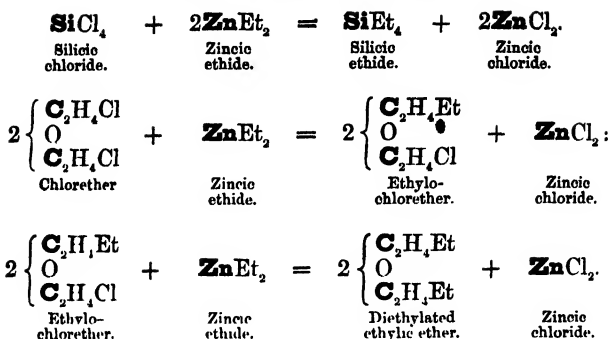 SiCl₄ + 2ZnEt₂ = SiEt₄ + 2ZnCl₂.
Silicic Zincic Silicic Zincic
chloride. ethide. ethide. chloride.
C₂H₄Cl C₂H₄Et
2{O + ZnEt₂ = 2{O + ZnCl₂:
C₂H₄Cl C₂H₄Cl
Chlorether Zincic Ethylo- Zincic
ethide. chlorether. chloride.
C₂H₄Et C₂H₄Et
2{O + ZnEt₂ = 2{O + ZnCl₂.
C₂H₄Cl C₂H₄Et
Ethylo- Zincic Diethylated Zincic
chlorether. ethide. ethylic ether. chloride.